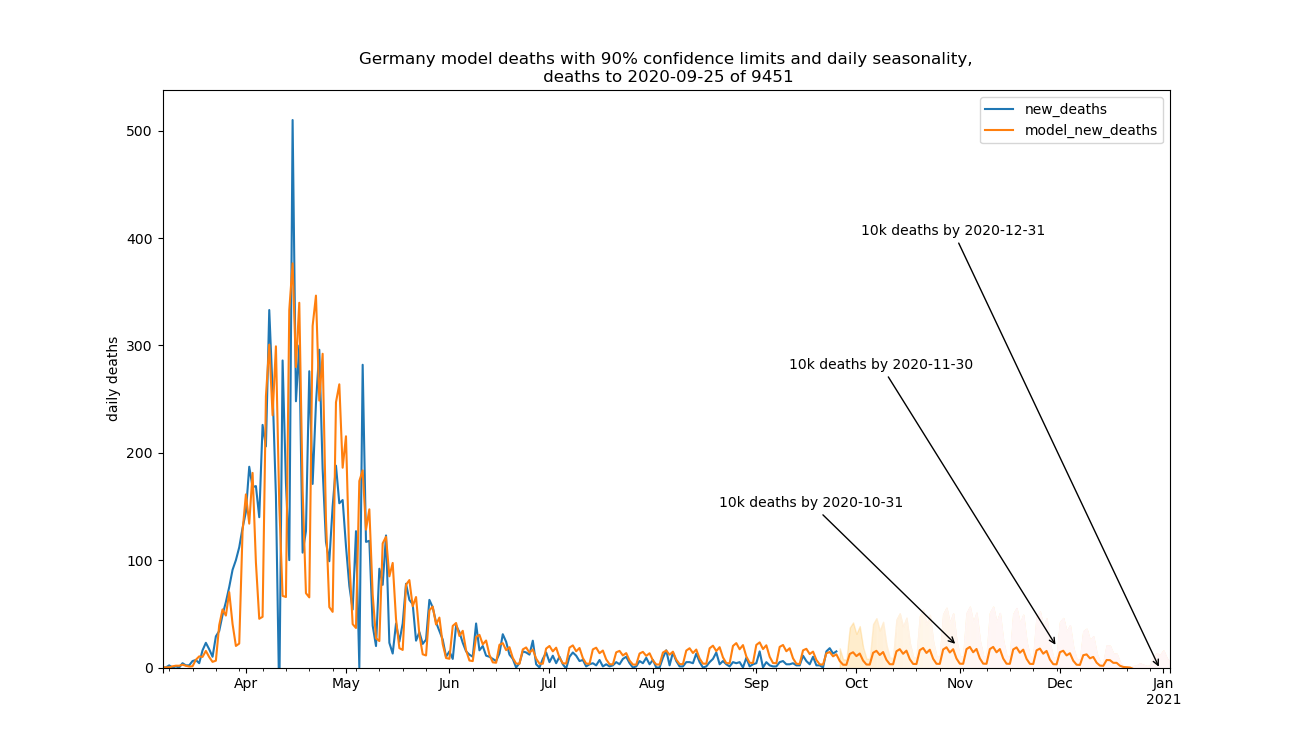 Germany model deaths with 90% confidence limits and daily seasonality,
deaths to 2020-09-25 of 9451
new_deaths
model_new_deaths
daily deaths
500
400
300
200
100
0
10k deaths by 2020-12-31
10k deaths by 2020-11-30
10k deaths by 2020-10-31
Apr May Jun Jul Aug Sep Oct Nov Dec Jan
2021